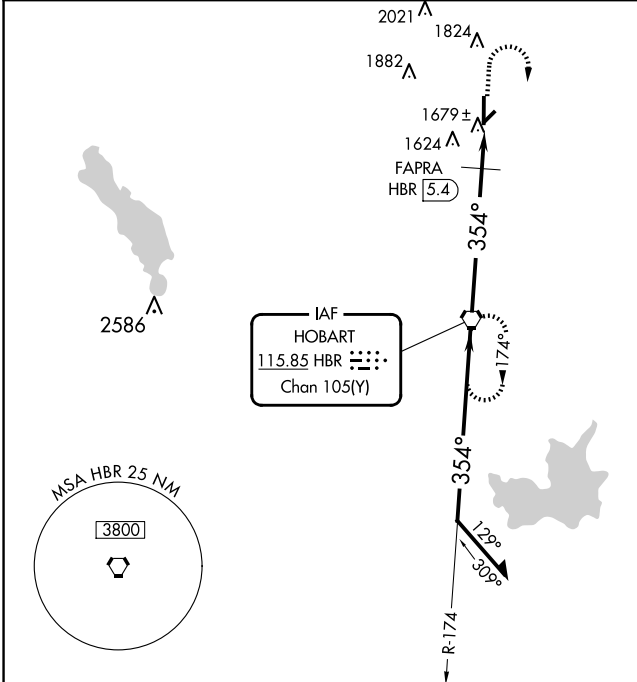 2021
1824
1882
1679 ±
1624
FAPRA
HBR 5.4
354°
2586
IAF
HOBART
115.85 HBR
Chan 105(Y)
174°
354°
MSA HBR 25 NM
3800
129°
309°
R-174